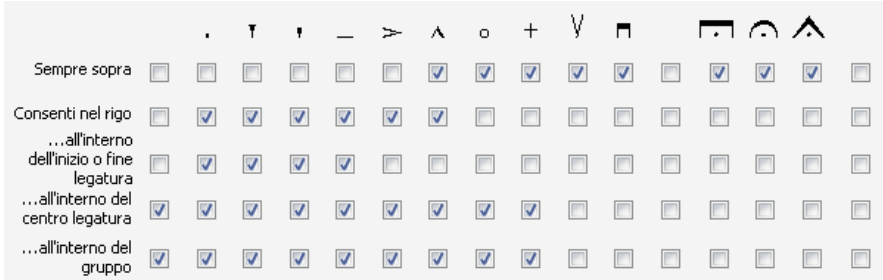 Sempre sopra
Consenti nel rigo
...all'interno
dell'inizio o fine
legatura
...all'interno del
centro legatura
...all'interno del
gruppo